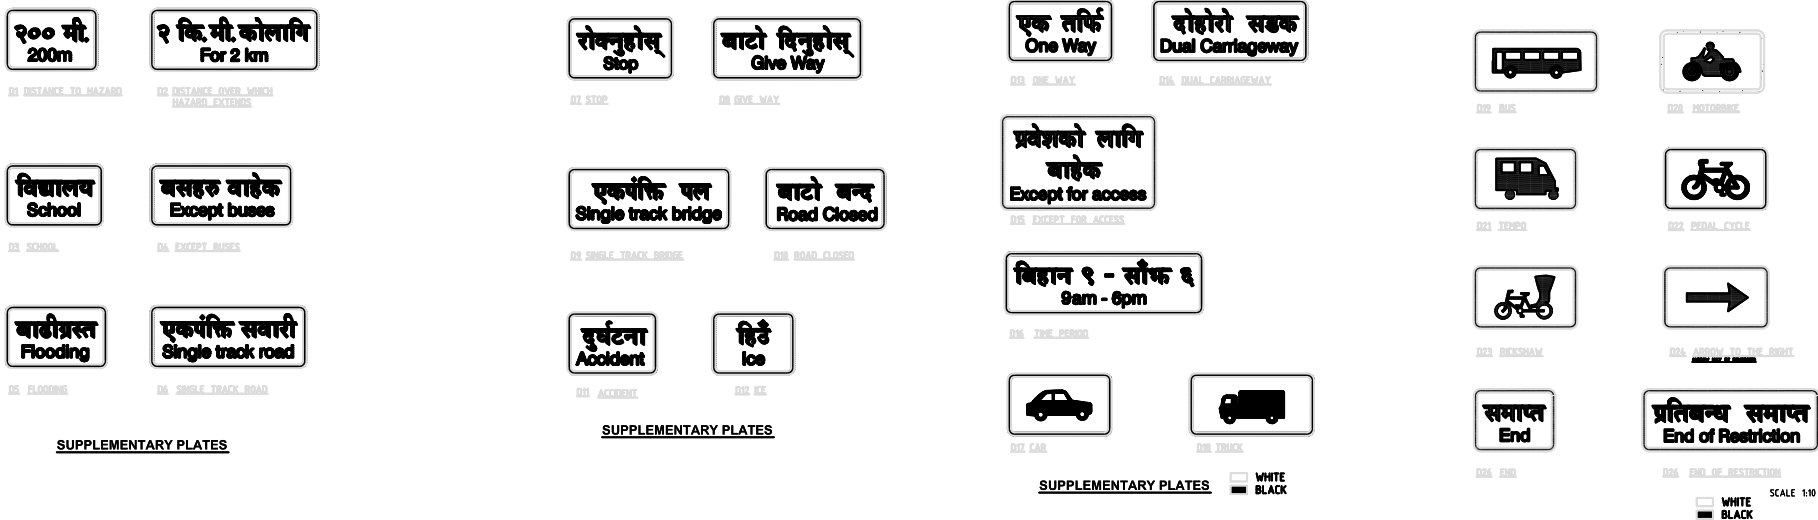 २०० मी.
200m
D1 DISTANCE TO HAZARD
२ कि.मी.कोलागि
For 2 km
D2 DISTANCE OVER WHICH
HAZARD EXTENDS
विद्यालय
School
D3 SCHOOL
बसहरु वाहेक
Except buses
D4 EXCEPT BUSES
बाढीग्रस्त
Flooding
D5 FLOODING
एकपंक्ति सवारी
Single track road
D6 SINGLE TRACK ROAD
SUPPLEMENTARY PLATES
रोक्नुहोस्
Stop
D7 STOP
बाटो दिनुहोस्
Give Way
D8 GIVE WAY
एकपंक्ति पल
Single track bridge
D9 SINGLE TRACK BRIDGE
बाटो बन्द
Road Closed
D10 ROAD CLOSED
दुर्घटना
Accident
D11 ACCIDENT
हिउँ
Ice
D12 ICE
SUPPLEMENTARY PLATES
एक तर्फि
One Way
D13 ONE WAY
दोहोरो सडक
Dual Carriageway
D14 DUAL CARRIAGEWAY
प्रवेशको लागि
बाहेक
Except for access
D15 EXCEPT FOR ACCESS
बिहान ९ - साँझ ६
9am - 6pm
D16 TIME PERIOD
D17 CAR
D18 TRUCK
SUPPLEMENTARY PLATES
WHITE
BLACK
D19 BUS
D20 MOTORBIKE
D21 TEMPO
D22 PEDAL CYCLE
D23 RICKSHAW
D24 ARROW TO THE RIGHT
समाप्त
End
D26 END
प्रतिबन्ध समाप्त
End of Restriction
D26 END OF RESTRICTION
SCALE 1:10
WHITE
BLACK